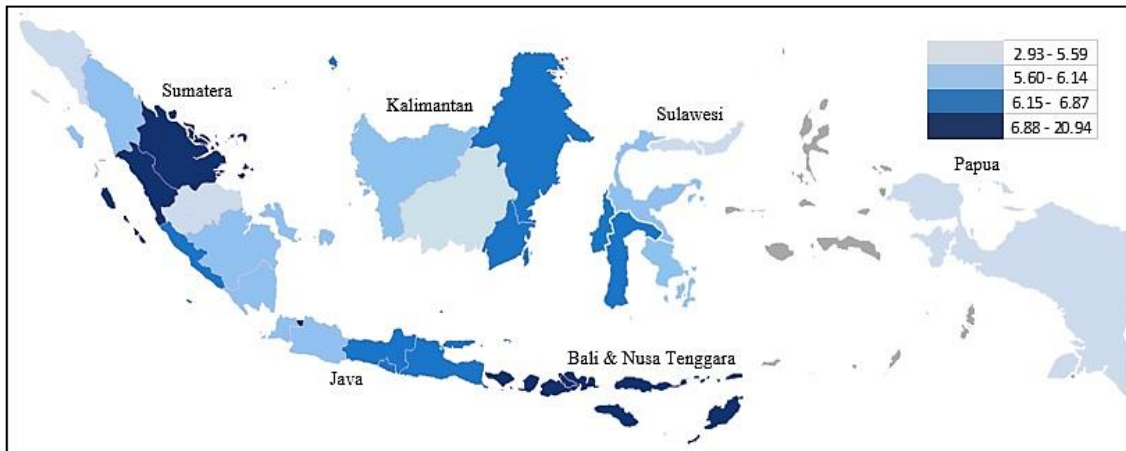 2.93 - 5.59
5.60 - 6.14
6.15 - 6.87
6.88 - 20.94
Sumatera
Kalimantan
Sulawesi
Papua
Java
Bali & Nusa Tenggara